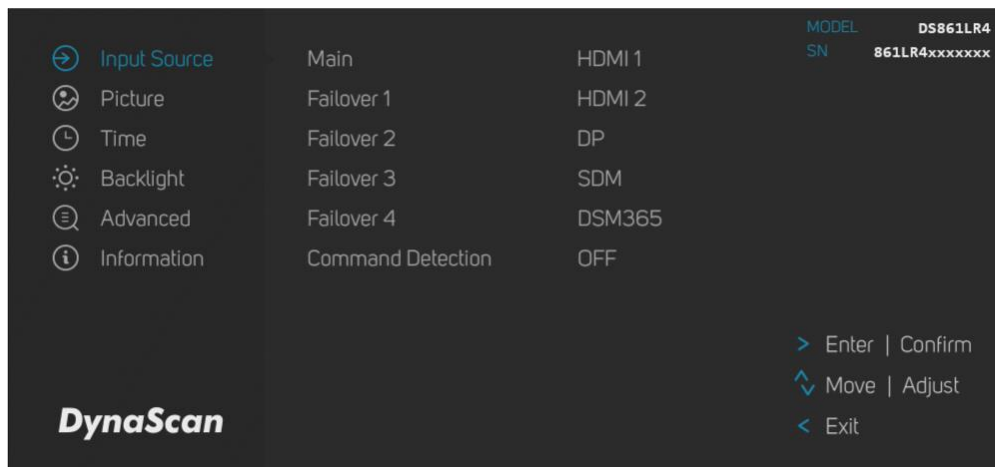 MODEL DS861LR4
SN 861LR4xxxxxxx
Input Source Main HDMI 1
Picture Failover 1 HDMI 2
Time Failover 2 DP
Backlight Failover 3 SDM
Advanced Failover 4 DSM365
Information Command Detection OFF
> Enter | Confirm
Move | Adjust
< Exit
DynaScan